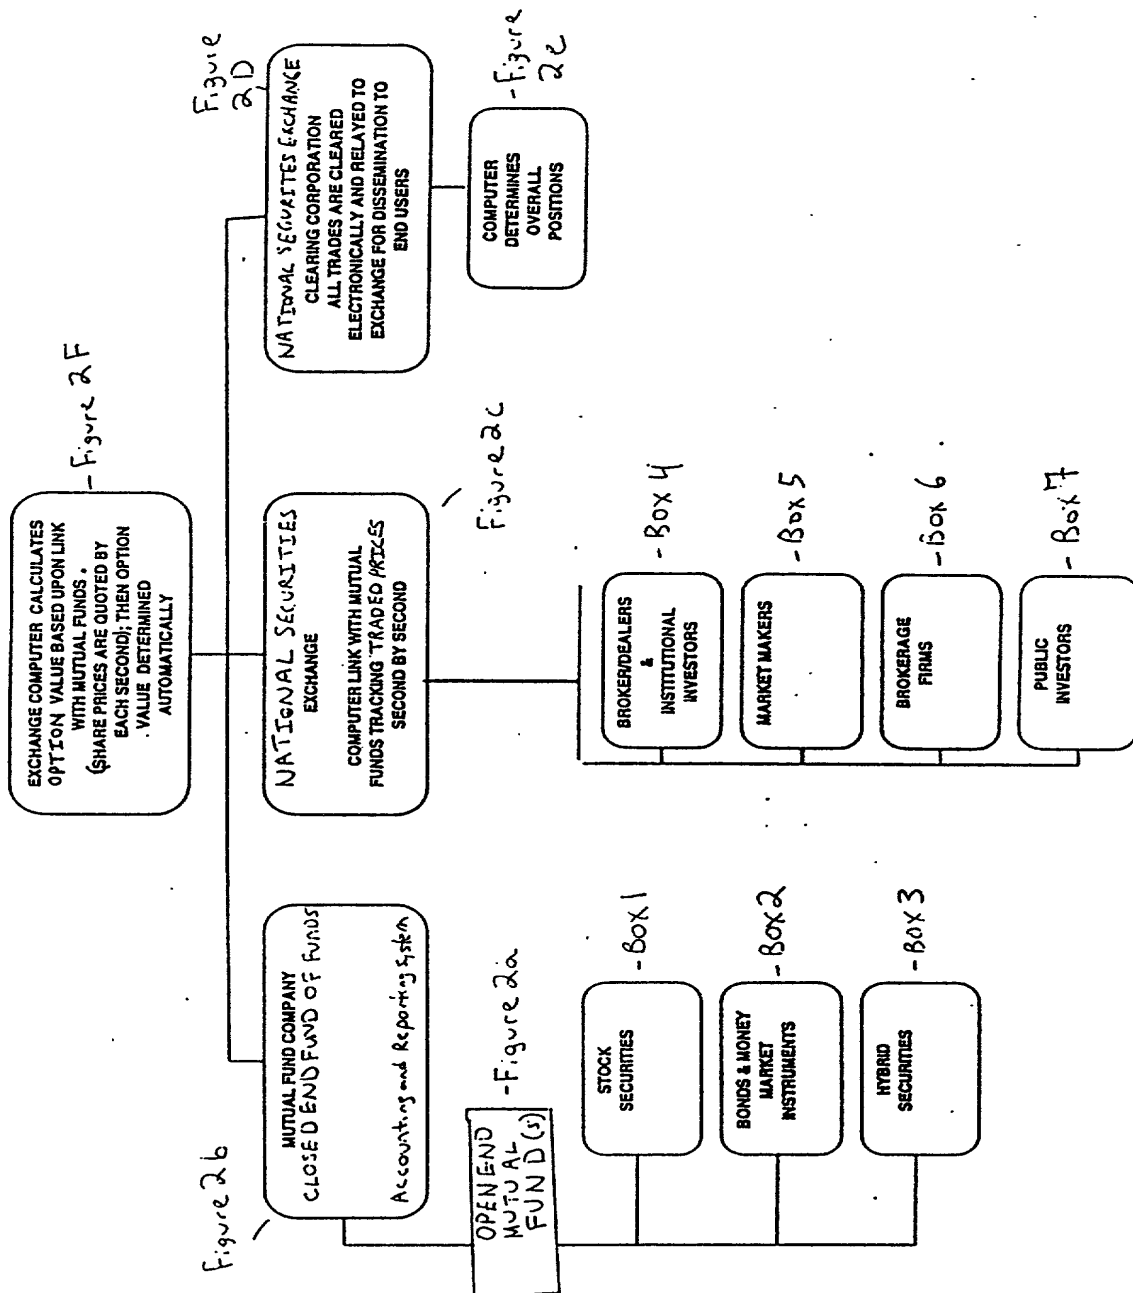 EXCHANGE COMPUTER CALCULATES
OPTION VALUE BASED UPON LINK
WITH MUTUAL FUNDS .
(SHARE PRICES ARE QUOTED BY
EACH SECOND); THEN OPTION
. VALUE DETERMINED
AUTOMATICALLY
- Figure 2F
Figure 2b
MUTUAL FUND COMPANY
CLOSED END FUND OF FUNDS
Accounting and Reporting System
OPEN END
MUTUAL
FUND(s)
- Figure 2a
STOCK
SECURITIES
- Box 1
BONDS & MONEY
MARKET
INSTRUMENTS
- Box 2
HYBRID
SECURITIES
- Box 3
NATIONAL SECURITIES
EXCHANGE
COMPUTER LINK WITH MUTUAL
FUNDS TRACKING TRADED PRICES
SECOND BY SECOND
Figure 2c
BROKER/DEALERS
&
INSTITUTIONAL
INVESTORS
- Box 4
MARKET MAKERS
- Box 5
BROKERAGE
FIRMS
- Box 6
PUBLIC
INVESTORS
- Box 7
Figure
2D
NATIONAL SECURITES EXCHANGE
CLEARING CORPORATION
ALL TRADES ARE CLEARED
ELECTRONICALLY AND RELAYED TO
EXCHANGE FOR DISSEMINATION TO
END USERS
COMPUTER
DETERMINES
OVERALL
POSITIONS
- Figure
2e